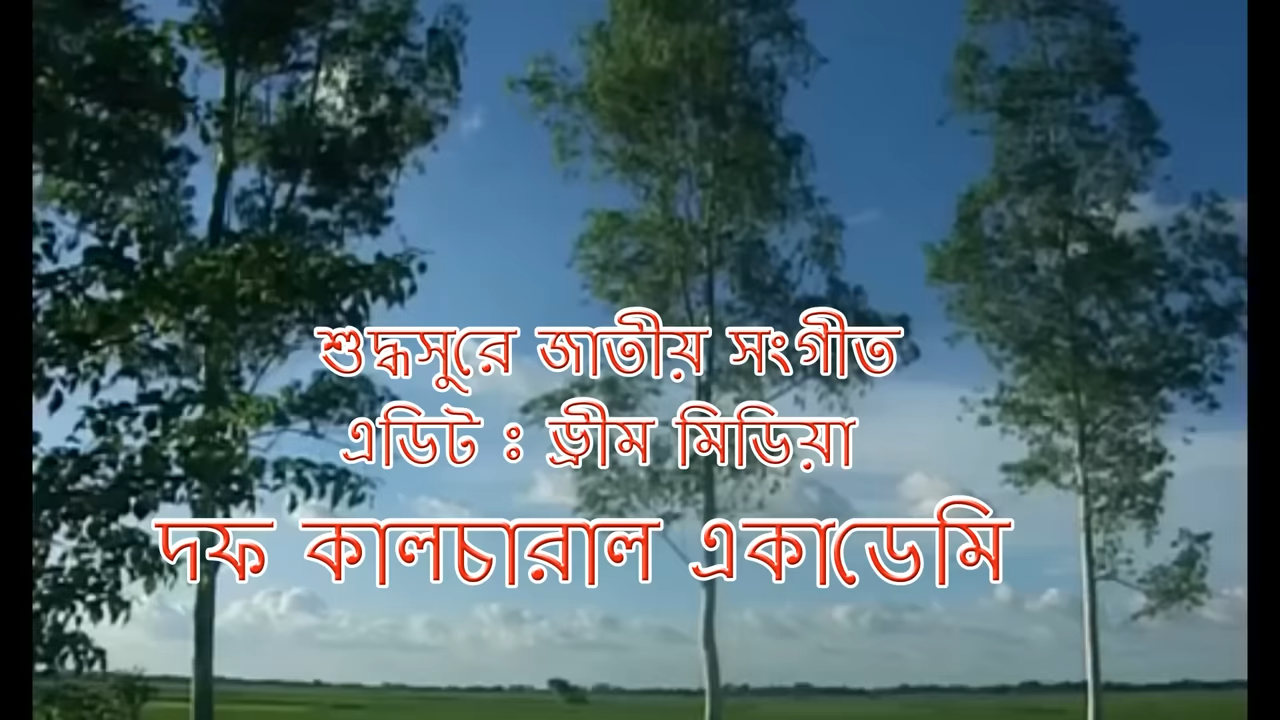 শুদ্ধসুরে জাতীয় সংগীত
এডিট ঃ ড্রীম মিডিয়া
দফ কালচারাল একাডেমি